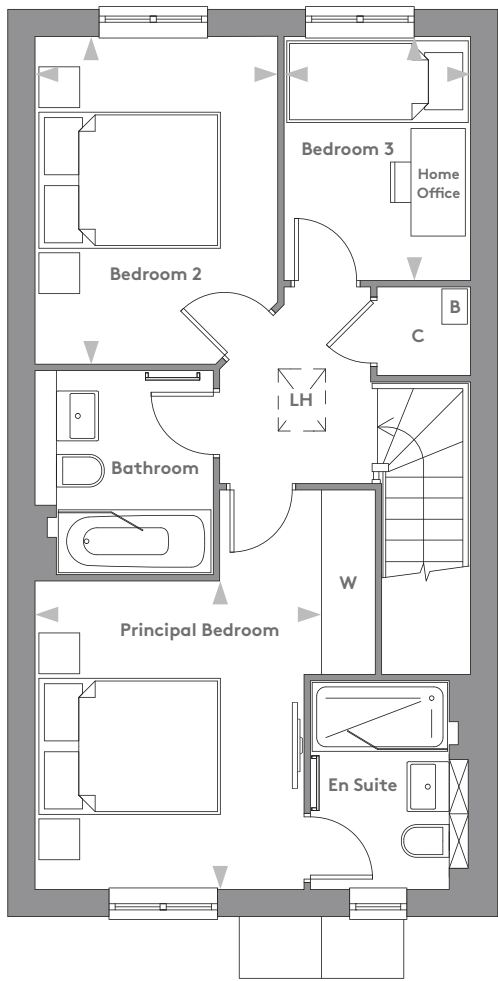 Bedroom 3
Home
Office
Bedroom 2
B
C
LH
Bathroom
W
Principal Bedroom
En Suite